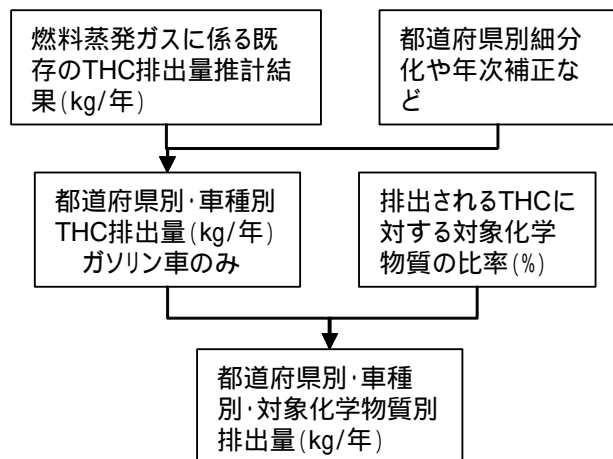 燃料蒸発ガスに係る既
存のTHC排出量推計結
果(kg/年)
都道府県別細分
化や年次補正な
ど
都道府県別･車種別
THC排出量(kg/年)
ガソリン車のみ
排出されるTHCに
対する対象化学
物質の比率(%)
都道府県別･車種
別･対象化学物質別
排出量(kg/年)